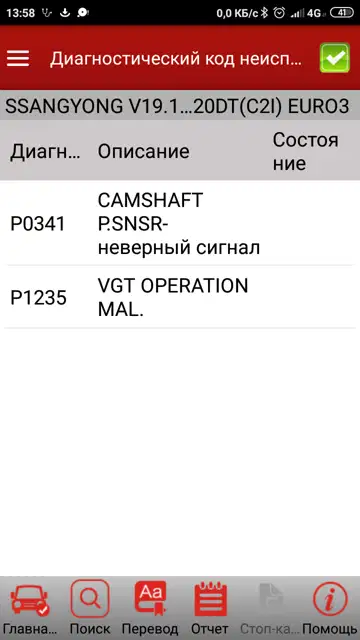 13:58 0,0 КБ/с 4G 41
Диагностический код неисп...
SSANGYONG V19.1...20DT(C2I) EURO3
Диагн... Описание Состоя
ние
P0341 CAMSHAFT
P.SNSR-
неверный сигнал
P1235 VGT OPERATION
MAL.
Aa
Главна... Поиск Перевод Отчет Стоп-ка... Помощь